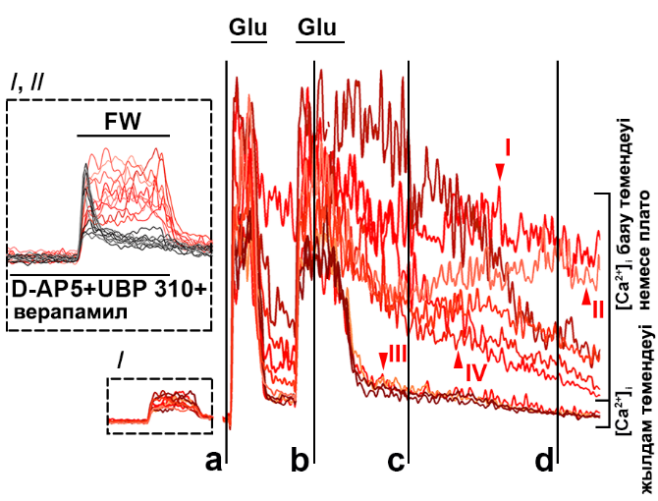 Glu Glu
I, II
FW
D-AP5+UBP 310+
верапамил
I
I
II
III
IV
a b c d
[Ca²⁺]ᵢ баяу төмендеуі
немесе плато
[Ca²⁺]ᵢ
жылдам төмендеуі